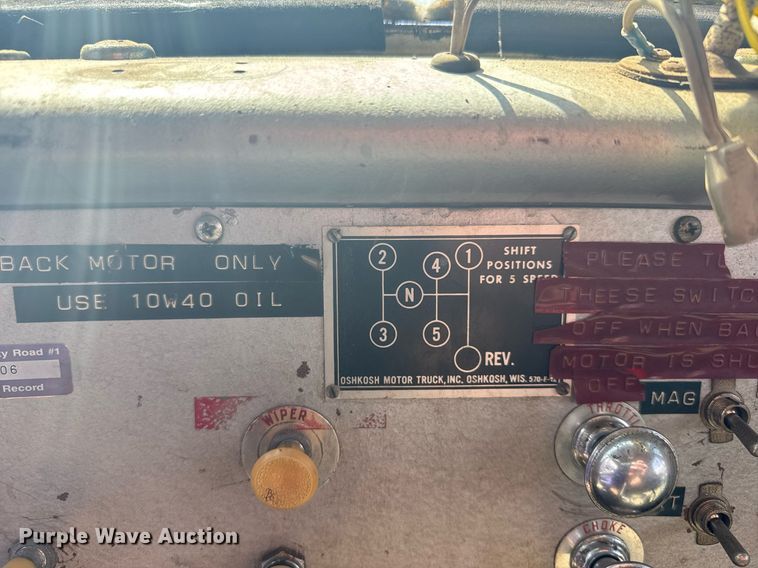 BACK MOTOR ONLY
USE 10W40 OIL
Road #1
06
Record
2
4
1
N
3
5
SHIFT
POSITIONS
FOR 5 SPEED
REV.
OSHKOSH MOTOR TRUCK, INC. OSHKOSH, WIS.
PLEASE
THEESE SWITC
OFF WHEN BAC
MOTOR IS SHU
OFF
MAG
WIPER
THROTTL
CHOKE
Purple Wave Auction